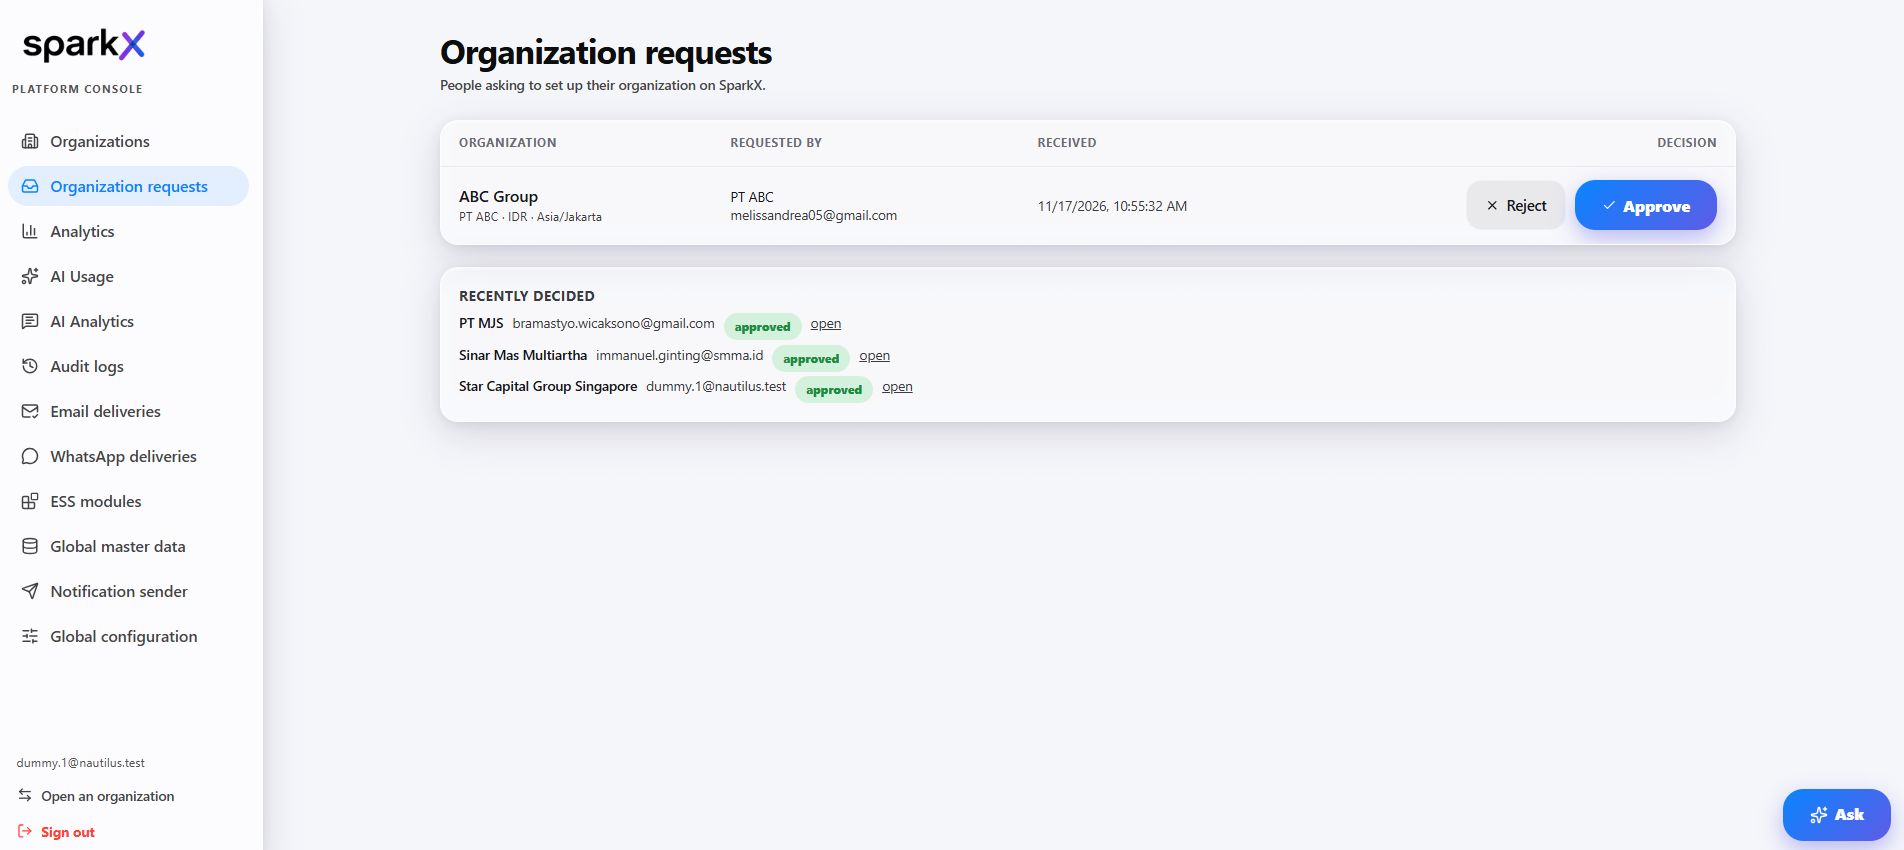 sparkX
PLATFORM CONSOLE
Organizations
Organization requests
Analytics
AI Usage
AI Analytics
Audit logs
Email deliveries
WhatsApp deliveries
ESS modules
Global master data
Notification sender
Global configuration
dummy.1@nautilus.test
Open an organization
Sign out
Organization requests
People asking to set up their organization on SparkX.
ORGANIZATION REQUESTED BY RECEIVED DECISION
ABC Group
PT ABC · IDR · Asia/Jakarta
PT ABC
melissandrea05@gmail.com
11/17/2026, 10:55:32 AM
Reject
Approve
RECENTLY DECIDED
PT MJS bramastyo.wicaksono@gmail.com approved open
Sinar Mas Multiartha immanuel.ginting@smma.id approved open
Star Capital Group Singapore dummy.1@nautilus.test approved open
Ask